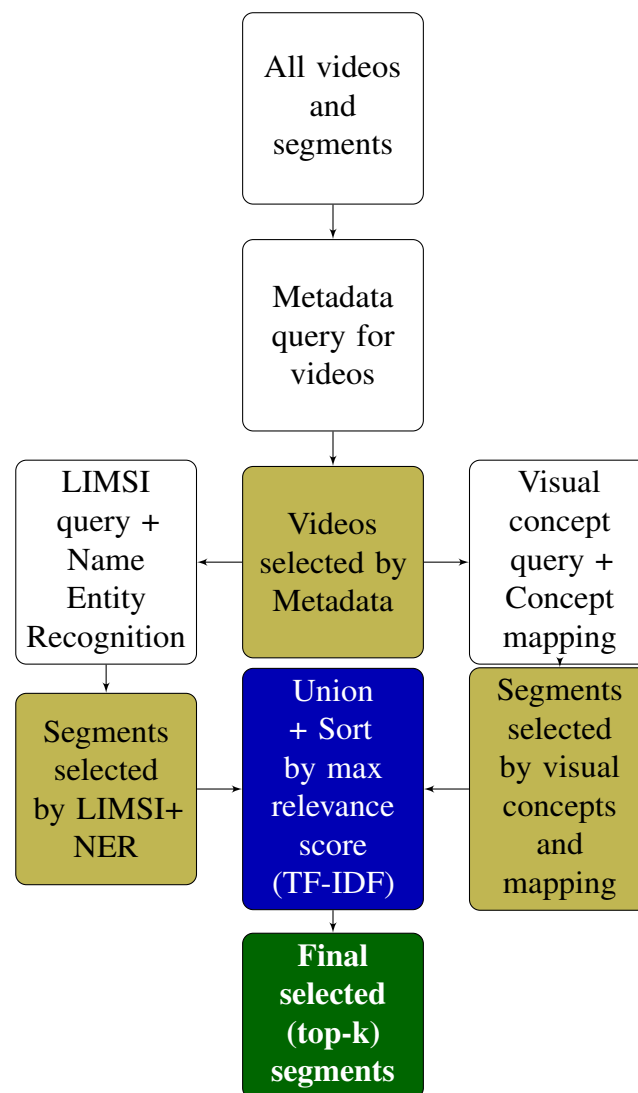 All videos
and
segments
Metadata
query for
videos
LIMSI
query +
Name
Entity
Recognition
Videos
selected by
Metadata
Visual
concept
query +
Concept
mapping
Segments
selected
by LIMSI+
NER
Union
+ Sort
by max
relevance
score
(TF-IDF)
Segments
selected
by visual
concepts
and
mapping
Final
selected
(top-k)
segments